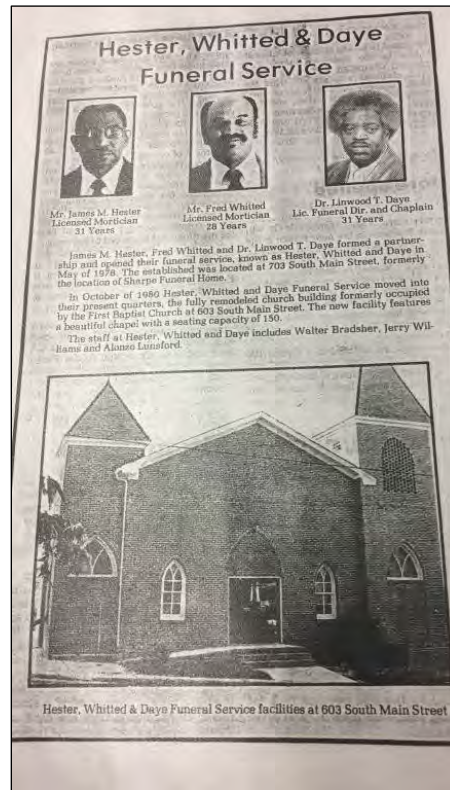 Hester, Whitted & Daye
Funeral Service
Mr. James M. Hester
Licensed Mortician
31 Years
Mr. Fred Whitted
Licensed Mortician
28 Years
Dr. Linwood T. Daye
Lic. Funeral Dir. and Chaplain
31 Years
James M. Hester, Fred Whitted and Dr. Linwood T. Daye formed a partner-
ship and opened their funeral service, known as Hester, Whitted and Daye in
May of 1978. The established was located at 703 South Main Street, formerly
the location of Sharpe Funeral Home.
In October of 1980 Hester, Whitted and Daye Funeral Service moved into
their present quarters, the fully remodeled church building formerly occupied
by the First Baptist Church at 603 South Main Street. The new facility features
a beautiful chapel with a seating capacity of 150.
The staff at Hester, Whitted and Daye includes Walter Bradsher, Jerry Wil-
liams and Alonzo Lunsford.
Hester, Whitted & Daye Funeral Service facilities at 603 South Main Street